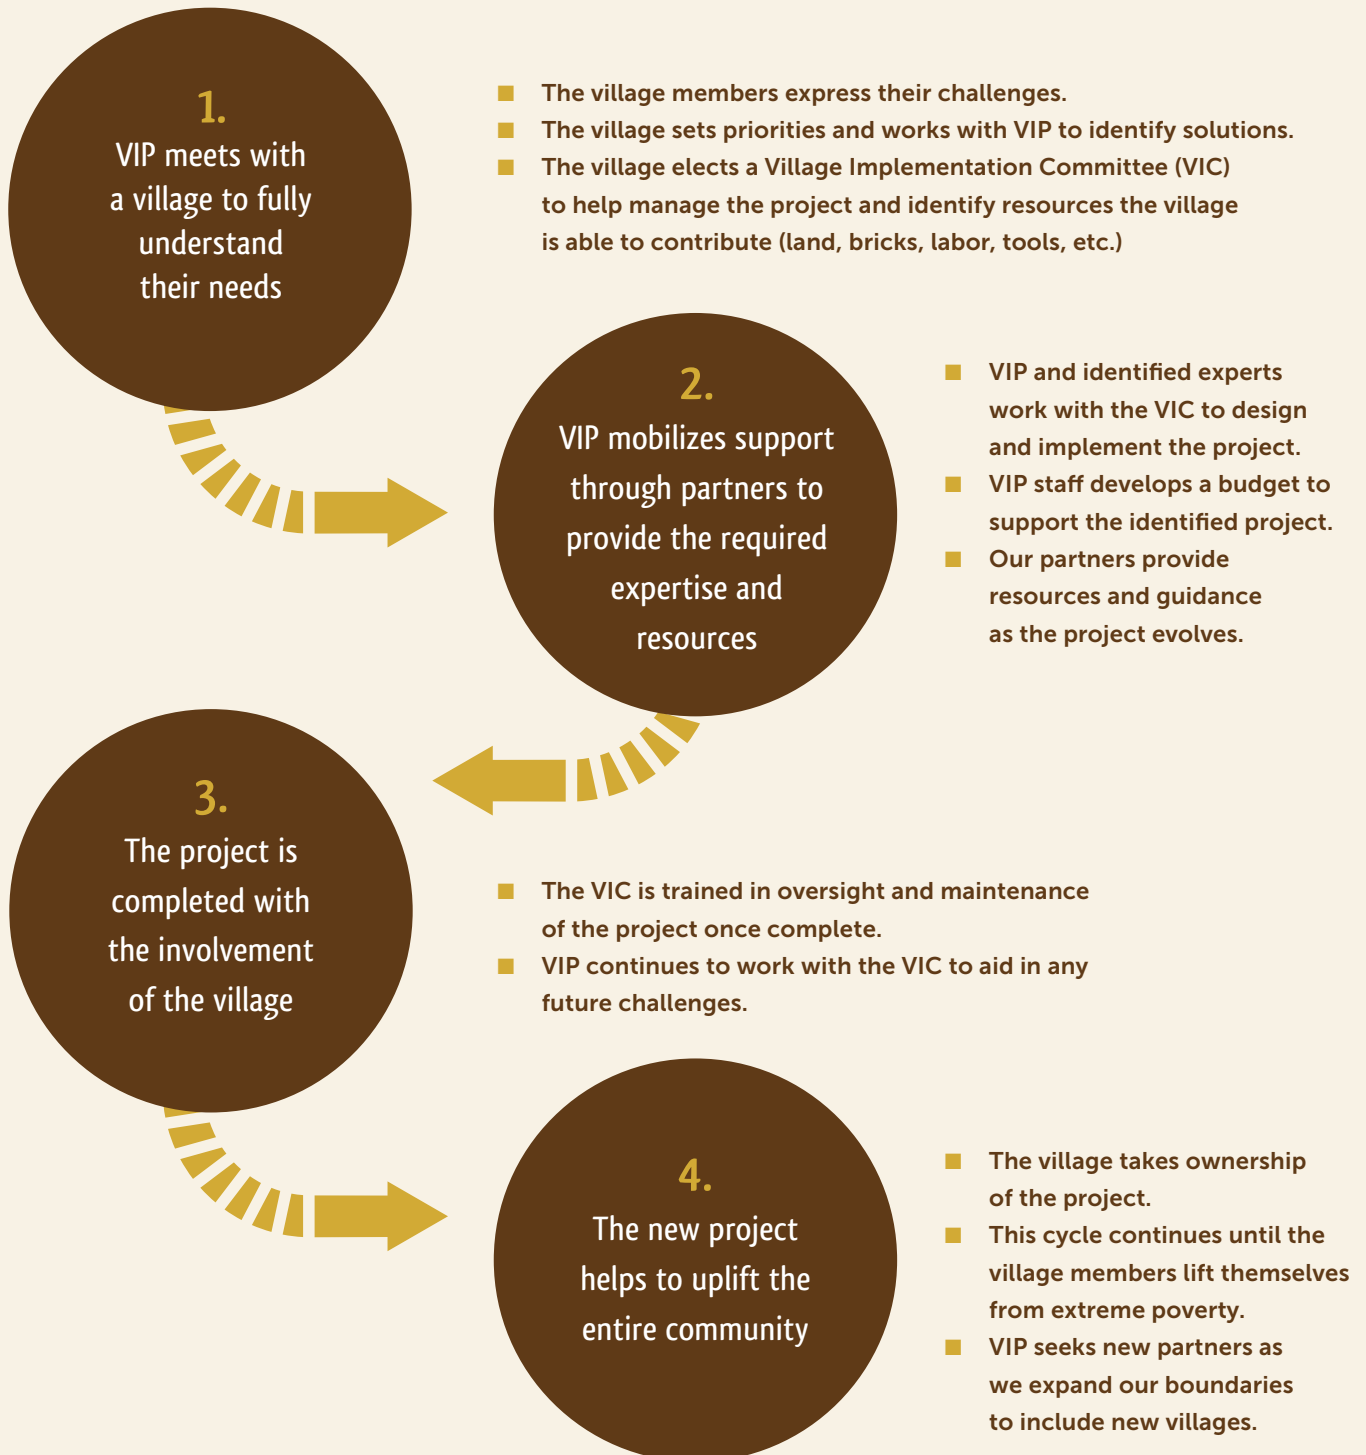 1.
VIP meets with
a village to fully
understand
their needs
■ The village members express their challenges.
■ The village sets priorities and works with VIP to identify solutions.
■ The village elects a Village Implementation Committee (VIC)
to help manage the project and identify resources the village
is able to contribute (land, bricks, labor, tools, etc.)
2.
VIP mobilizes support
through partners to
provide the required
expertise and
resources
■ VIP and identified experts
work with the VIC to design
and implement the project.
■ VIP staff develops a budget to
support the identified project.
■ Our partners provide
resources and guidance
as the project evolves.
3.
The project is
completed with
the involvement
of the village
■ The VIC is trained in oversight and maintenance
of the project once complete.
■ VIP continues to work with the VIC to aid in any
future challenges.
4.
The new project
helps to uplift the
entire community
■ The village takes ownership
of the project.
■ This cycle continues until the
village members lift themselves
from extreme poverty.
■ VIP seeks new partners as
we expand our boundaries
to include new villages.